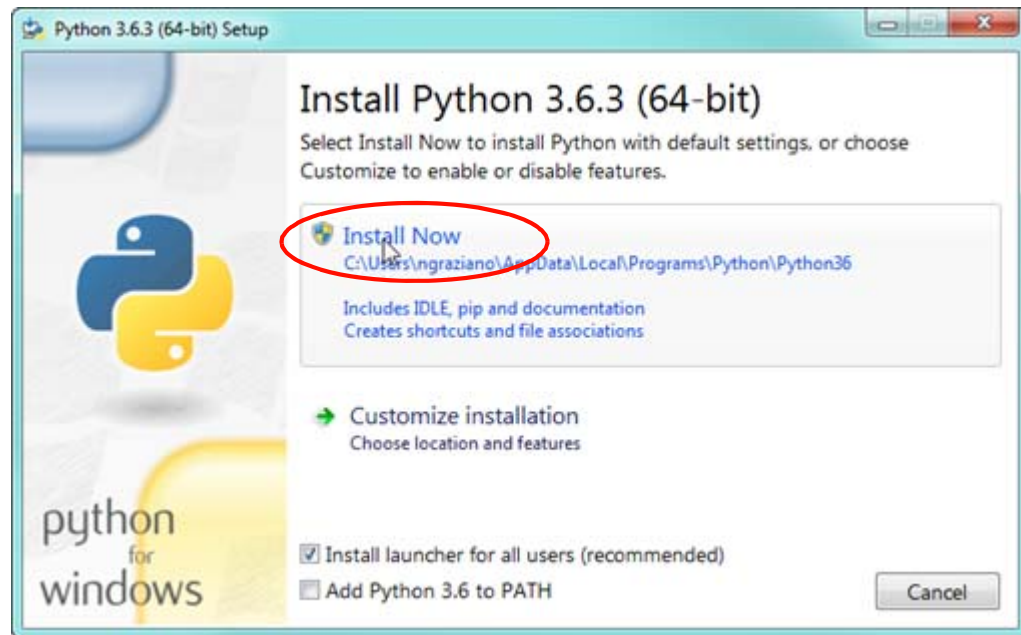 Python 3.6.3 (64-bit) Setup
Install Python 3.6.3 (64-bit)
Select Install Now to install Python with default settings, or choose
Customize to enable or disable features.
Install Now
C:\Users\ngraziano\AppData\Local\Programs\Python\Python36
Includes IDLE, pip and documentation
Creates shortcuts and file associations
Customize installation
Choose location and features
python
for
windows
Install launcher for all users (recommended)
Add Python 3.6 to PATH
Cancel